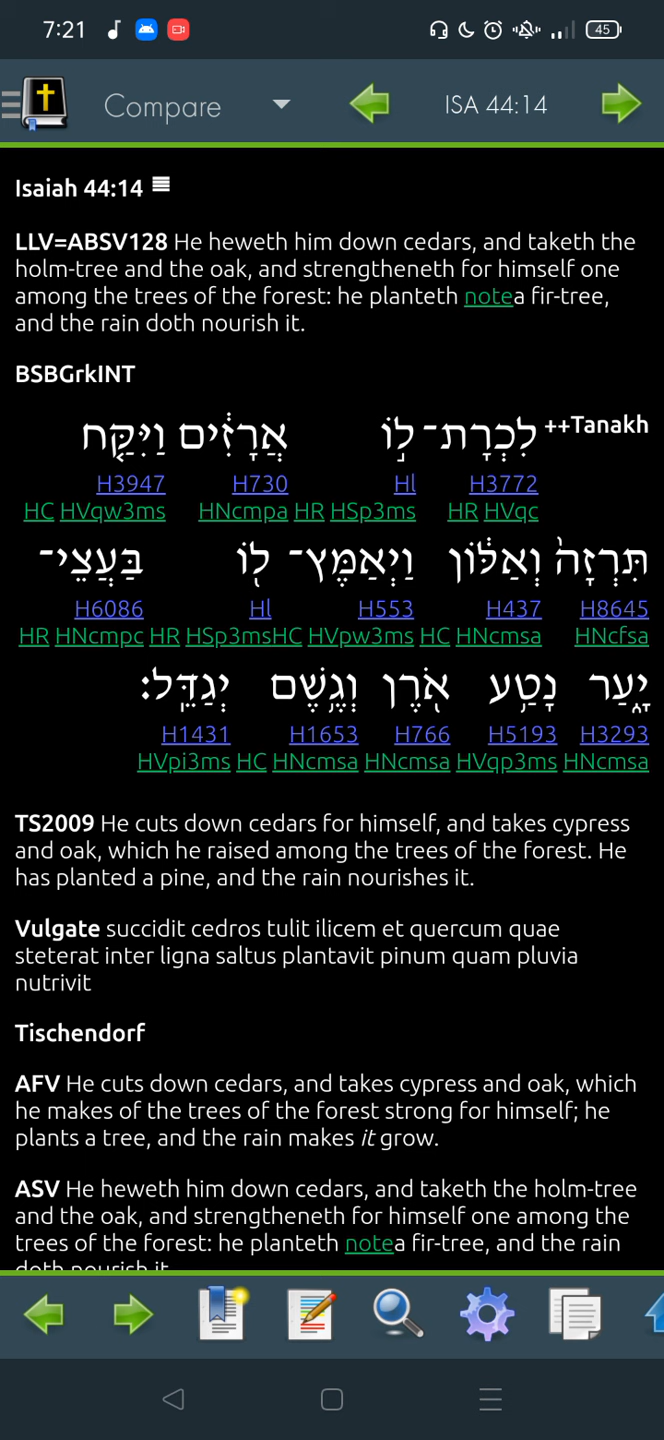 7:21
45
Compare
ISA 44:14
Isaiah 44:14
LLV=ABSV128 He heweth him down cedars, and taketh the
holm-tree and the oak, and strengtheneth for himself one
among the trees of the forest: he planteth notea fir-tree,
and the rain doth nourish it.
BSBGrkINT
++Tanakh לִכְרָת־ ל֣וֹ אֲרָזִ֔ים וַיִּקַּ֤ח
H3947 H730 Hl H3772
HC HVqw3ms HNcmpa HR HSp3ms HR HVqc
תִּרְזָה֙ וְאַלּ֔וֹן וַיְאַמֶּץ־ ל֖וֹ בַּעֲצֵי־
H6086 Hl H553 H437 H8645
HR HNcmpc HR HSp3msHC HVpw3ms HC HNcmsa HNcfsa
יָ֑עַר נָטַ֥ע אֹ֖רֶן וְגֶ֥שֶׁם יְגַדֵּֽל׃
H1431 H1653 H766 H5193 H3293
HVpi3ms HC HNcmsa HNcmsa HVqp3ms HNcmsa
TS2009 He cuts down cedars for himself, and takes cypress
and oak, which he raised among the trees of the forest. He
has planted a pine, and the rain nourishes it.
Vulgate succidit cedros tulit ilicem et quercum quae
steterat inter ligna saltus plantavit pinum quam pluvia
nutrivit
Tischendorf
AFV He cuts down cedars, and takes cypress and oak, which
he makes of the trees of the forest strong for himself; he
plants a tree, and the rain makes it grow.
ASV He heweth him down cedars, and taketh the holm-tree
and the oak, and strengtheneth for himself one among the
trees of the forest: he planteth notea fir-tree, and the rain
doth nourish it.